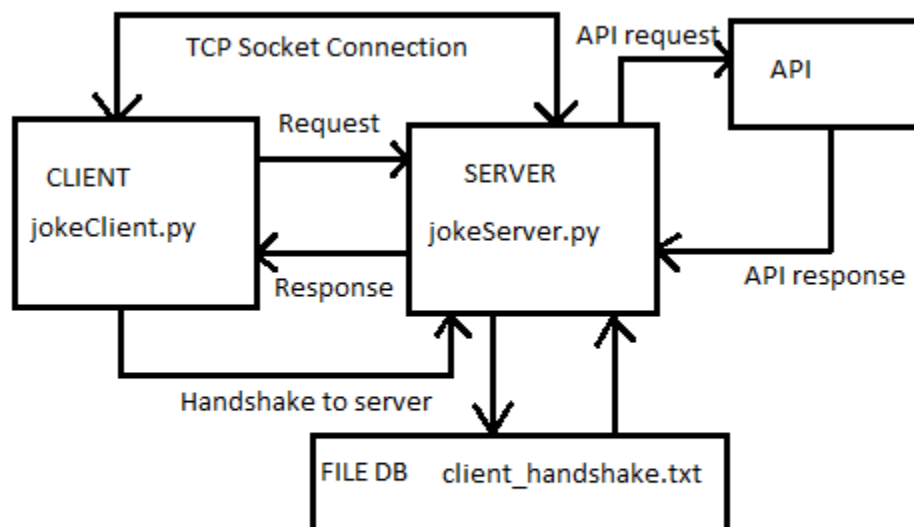 TCP Socket Connection
API request
API
Request
CLIENT
jokeClient.py
SERVER
jokeServer.py
Response
API response
Handshake to server
FILE DB client_handshake.txt